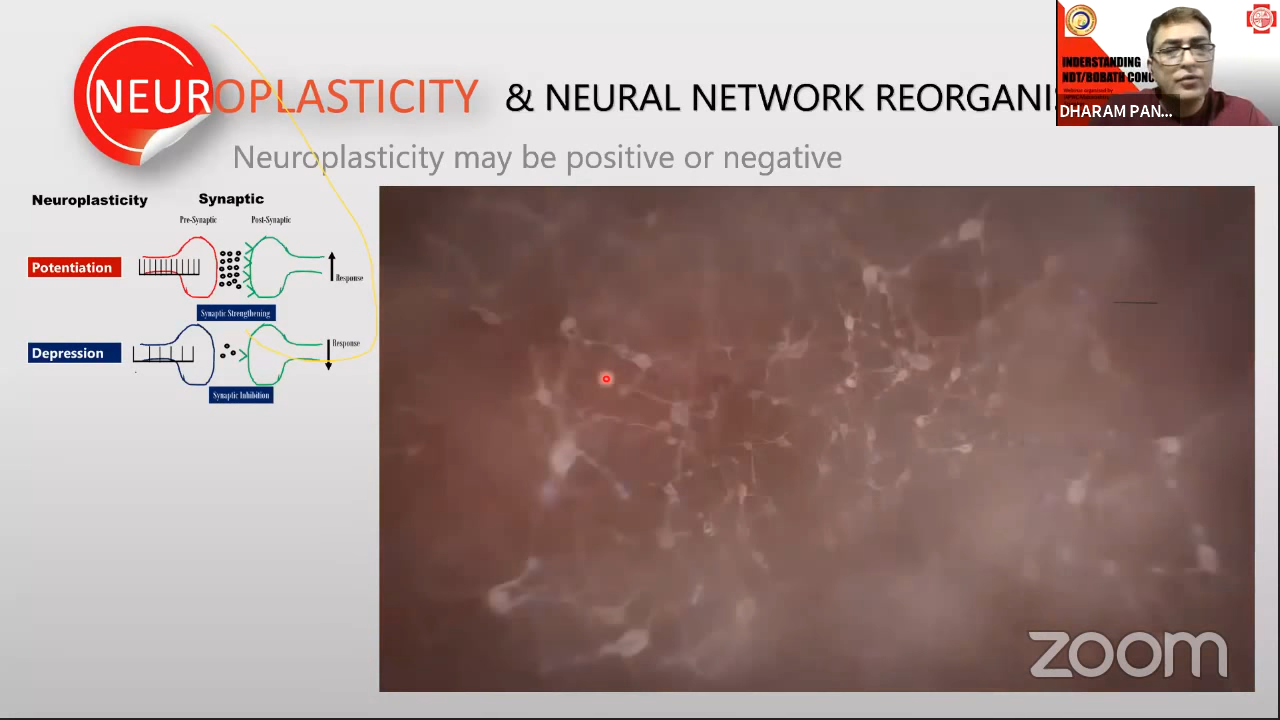 NEUROPLASTICITY & NEURAL NETWORK REORGANIS
Neuroplasticity may be positive or negative
Neuroplasticity Synaptic
Pre-Synaptic Post-Synaptic
Potentiation
Response
Synaptic Strengthening
Depression
Response
Synaptic Inhibition
UNDERSTANDING
NDT/BOBATH CONC
DHARAM PAN...
zoom